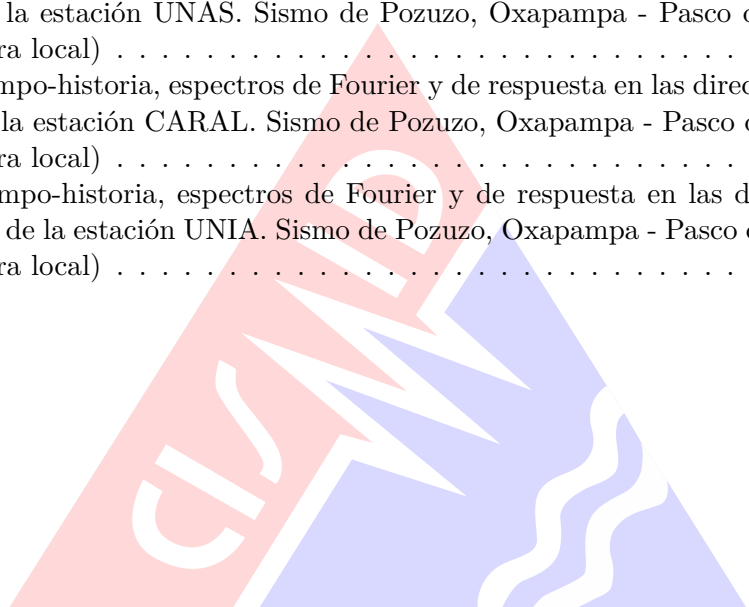 la estación UNAS. Sismo de Pozuzo, Oxapampa - Pasco
ra local) . . . . . . . . . . . . . . . . . . . . . . . . . . . .
mpo-historia, espectros de Fourier y de respuesta en las direc
la estación CARAL. Sismo de Pozuzo, Oxapampa - Pasco
ra local) . . . . . . . . . . . . . . . . . . . . . . . . . . . .
mpo-historia, espectros de Fourier y de respuesta en las d
de la estación UNIA. Sismo de Pozuzo, Oxapampa - Pasco
ra local) . . . . . . . . . . . . . . . . . . . . . . . . . . . .
CISMID